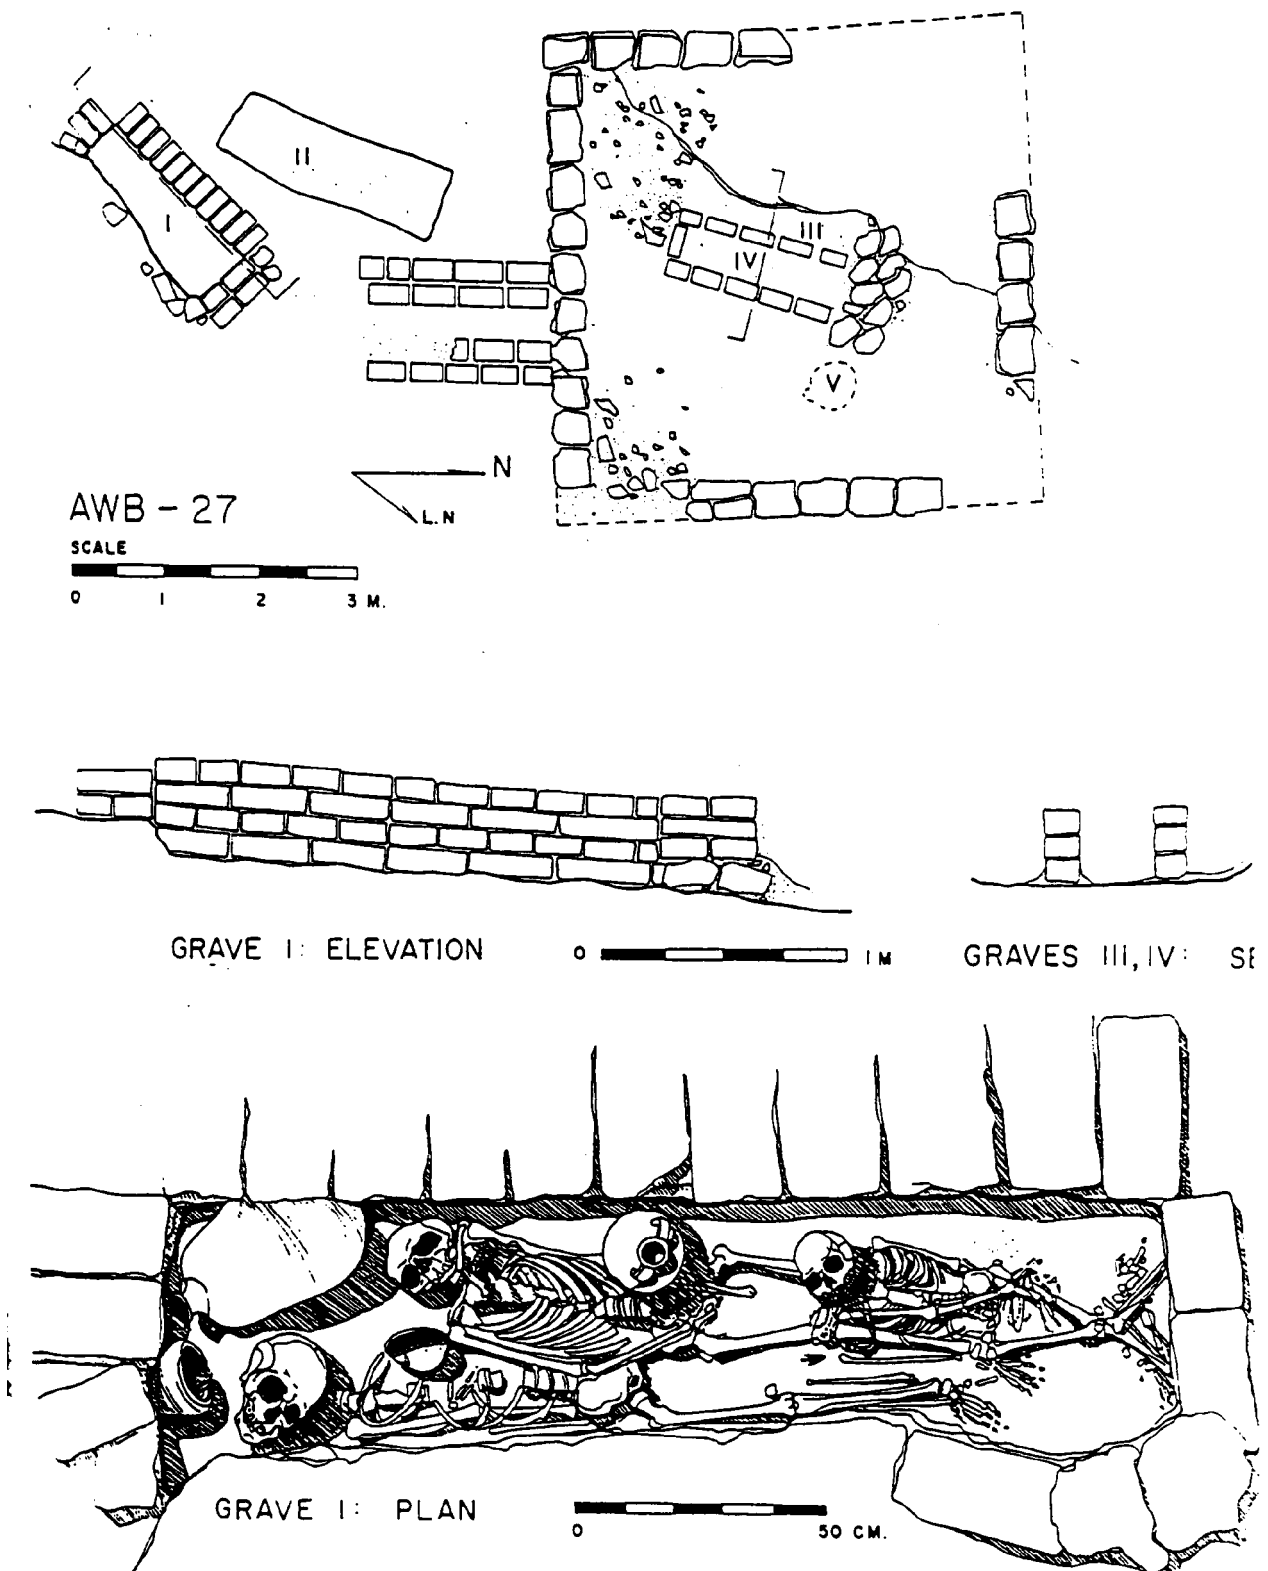 II
I
III
IV
V
N
L.N
AWB-27
SCALE
0 1 2 3 M.
GRAVE I: ELEVATION
0 1 M
GRAVES III, IV: SE
GRAVE I: PLAN
0 50 CM.